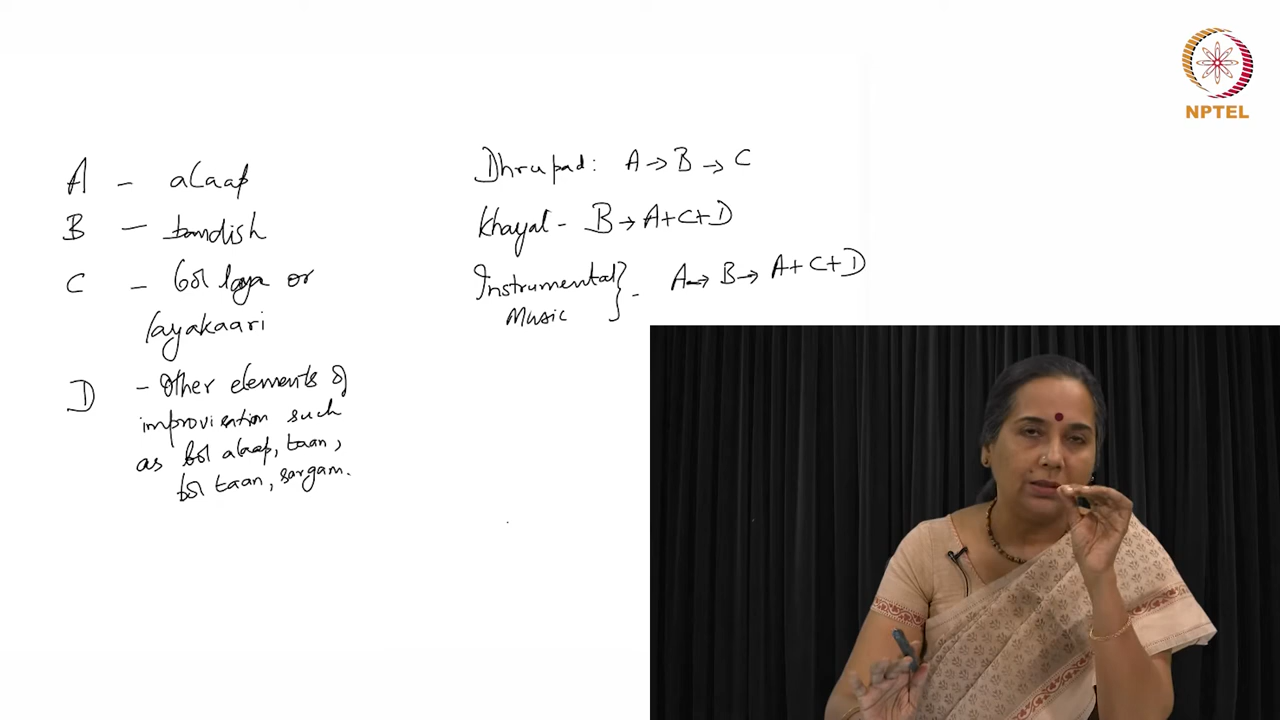 NPTEL
A - alaap
B - bandish
C - bol laya or
layakaari
D - Other elements of
improvisation such
as bol alaap, taan,
bol taan, sargam.
Dhrupad: A → B → C
Khayal - B → A+C+D
Instrumental } - A → B → A+C+D
Music